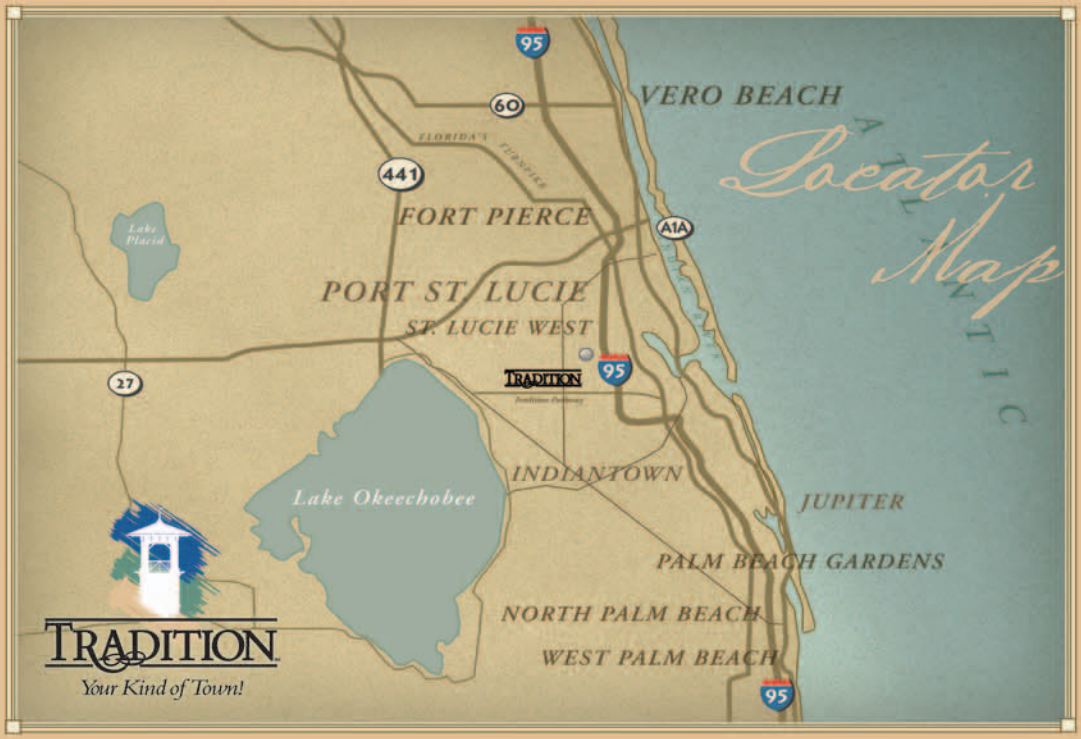 95
VERO BEACH
60
ATLANTIC
Locator
Map
FLORIDA'S TURNPIKE
441
FORT PIERCE
A1A
Lake
Placid
PORT ST. LUCIE
ST. LUCIE WEST
95
TRADITION
Tradition Parkway
27
INDIANTOWN
Lake Okeechobee
JUPITER
PALM BEACH GARDENS
NORTH PALM BEACH
WEST PALM BEACH
95
TRADITION
Your Kind of Town!